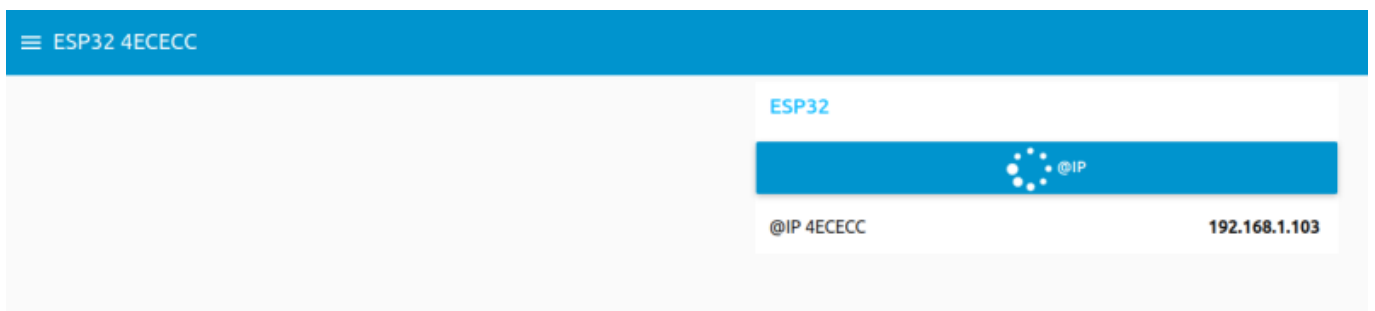 ESP32 4ECECC
ESP32
@IP
@IP 4ECECC 192.168.1.103